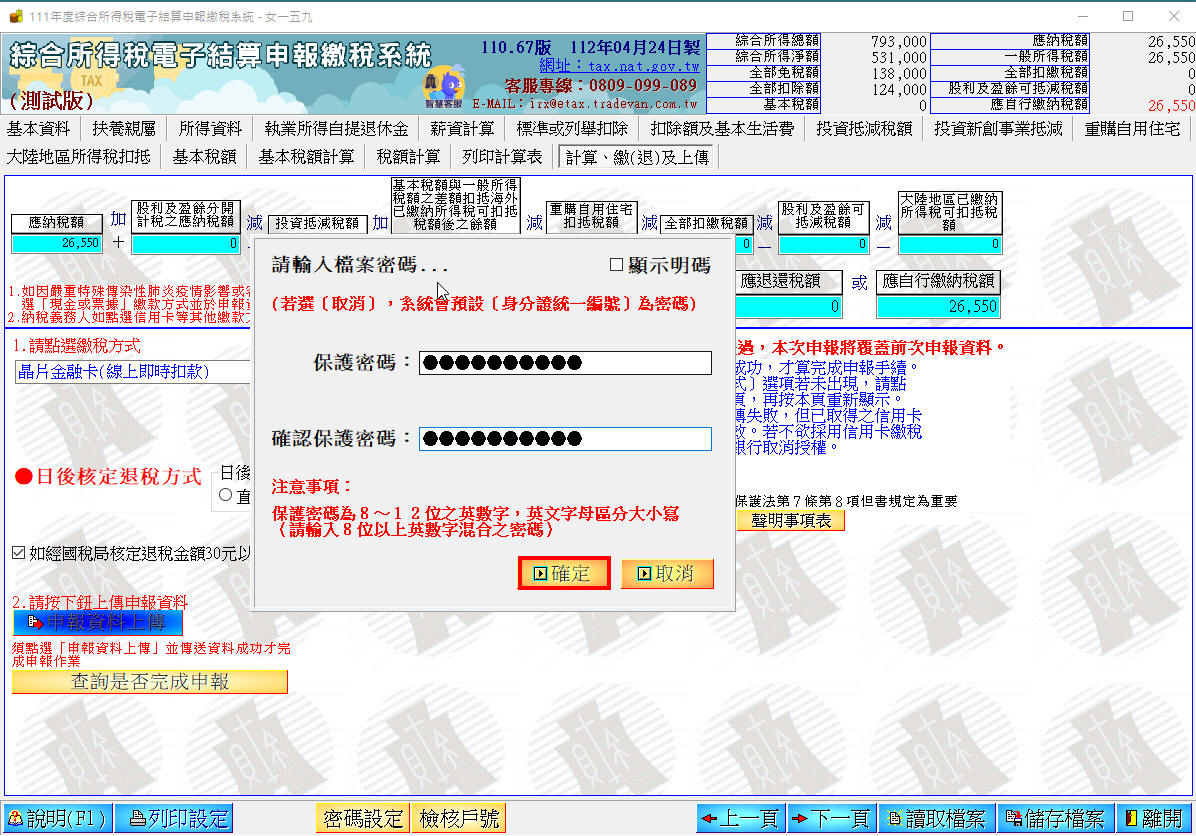 111年度綜合所得稅電子結算申報繳稅系統 - 女一五九
綜合所得稅電子結算申報繳稅系統
TAX
(測試版)
110.67版 112年04月24日製
網址：tax.nat.gov.tw
客服專線：0809-099-089
E-MAIL：irx@etax.tradevan.com.tw
智慧客服
綜合所得總額 793,000 應納稅額 26,550
綜合所得淨額 531,000 一般所得稅額 26,550
全部免稅額 138,000 全部扣繳稅額 0
全部扣除額 124,000 股利及盈餘可抵減稅額 0
基本稅額 0 應自行繳納稅額 26,550
基本資料 扶養親屬 所得資料 執業所得自提退休金 薪資計算 標準或列舉扣除 扣除額及基本生活費 投資抵減稅額 投資新創事業抵減 重購自用住宅
大陸地區所得稅扣抵 基本稅額 基本稅額計算 稅額計算 列印計算表 計算、繳(退)及上傳
應納稅額
26,550
加
＋
股利及盈餘分開
計稅之應納稅額
0
減
投資抵減稅額
加
基本稅額與一般所得
稅額之差額扣抵海外
已繳納所得稅可扣抵
稅額後之餘額
減
重購自用住宅
扣抵稅額
減
全部扣繳稅額
0
減
－
股利及盈餘可
抵減稅額
0
減
－
大陸地區已繳納
所得稅可扣抵稅
額
0
應退還稅額
0
或
應自行繳納稅額
26,550
1.如因嚴重特殊傳染性肺炎疫情影響或
選「現金或票據」繳款方式並於申報
2.納稅義務人如點選信用卡等其他繳款
1.請點選繳稅方式
晶片金融卡(線上即時扣款)
過，本次申報將覆蓋前次申報資料。
成功，才算完成申報手續。
式〕選項若未出現，請點
頁，再按本頁重新顯示。
傳失敗，但已取得之信用卡
效。若不欲採用信用卡繳稅
銀行取消授權。
●日後核定退稅方式
日後
直
保護法第７條第８項但書規定為重要
聲明事項表
如經國稅局核定退稅金額30元以
2.請按下鈕上傳申報資料
申報資料上傳
須點選「申報資料上傳」並傳送資料成功才完
成申報作業
查詢是否完成申報
請輸入檔案密碼...
顯示明碼
(若選〔取消〕，系統會預設〔身分證統一編號〕為密碼)
保護密碼：●●●●●●●●●●
確認保護密碼：●●●●●●●●●●
注意事項：
保護密碼為８～１２位之英數字，英文字母區分大小寫
（請輸入８位以上英數字混合之密碼）
確定
取消
說明(F1) 列印設定 密碼設定 檢核戶號 上一頁 下一頁 讀取檔案 儲存檔案 離開